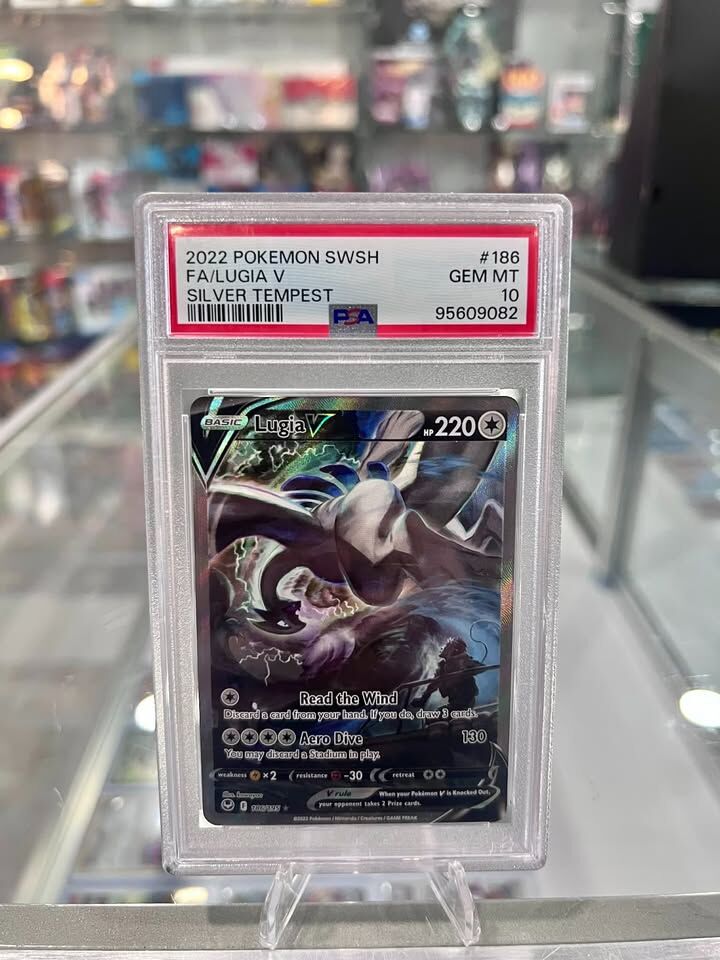 2022 POKEMON SWSH #186
FA/LUGIA V GEM MT
SILVER TEMPEST 10
PSA 95609082
BASIC Lugia V HP 220
Read the Wind
Discard a card from your hand. If you do, draw 3 cards.
Aero Dive 130
You may discard a Stadium in play.
weakness ×2 resistance -30 retreat
V rule When your Pokémon V is Knocked Out,
your opponent takes 2 Prize cards.
186/195
©2022 Pokémon / Nintendo / Creatures / GAME FREAK